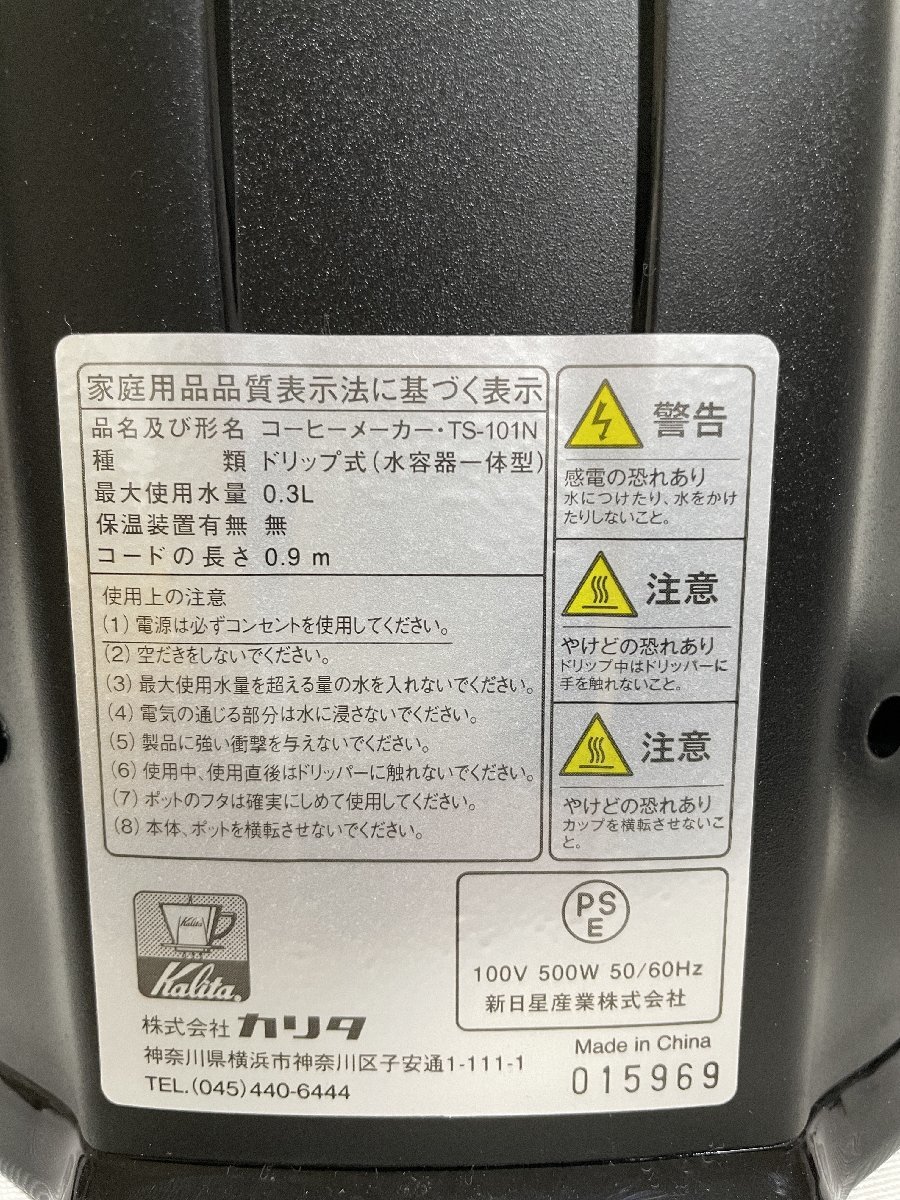 家庭用品品質表示法に基づく表示
品名及び形名 コーヒーメーカー・TS-101N
種類 ドリップ式(水容器一体型)
最大使用水量 0.3L
保温装置有無 無
コードの長さ 0.9 m
使用上の注意
(1) 電源は必ずコンセントを使用してください。
(2) 空だきをしないでください。
(3) 最大使用水量を超える量の水を入れないでください。
(4) 電気の通じる部分は水に浸さないでください。
(5) 製品に強い衝撃を与えないでください。
(6) 使用中、使用直後はドリッパーに触れないでください。
(7) ポットのフタは確実にしめて使用してください。
(8) 本体、ポットを横転させないでください。
警告
感電の恐れあり
水につけたり、水をかけ
たりしないこと。
注意
やけどの恐れあり
ドリップ中はドリッパーに
手を触れないこと。
注意
やけどの恐れあり
カップを横転させないこ
と。
Kalita
Kalita
株式会社 カリタ
神奈川県横浜市神奈川区子安通1-111-1
TEL.(045)440-6444
PS
E
100V 500W 50/60Hz
新日星産業株式会社
Made in China
015969